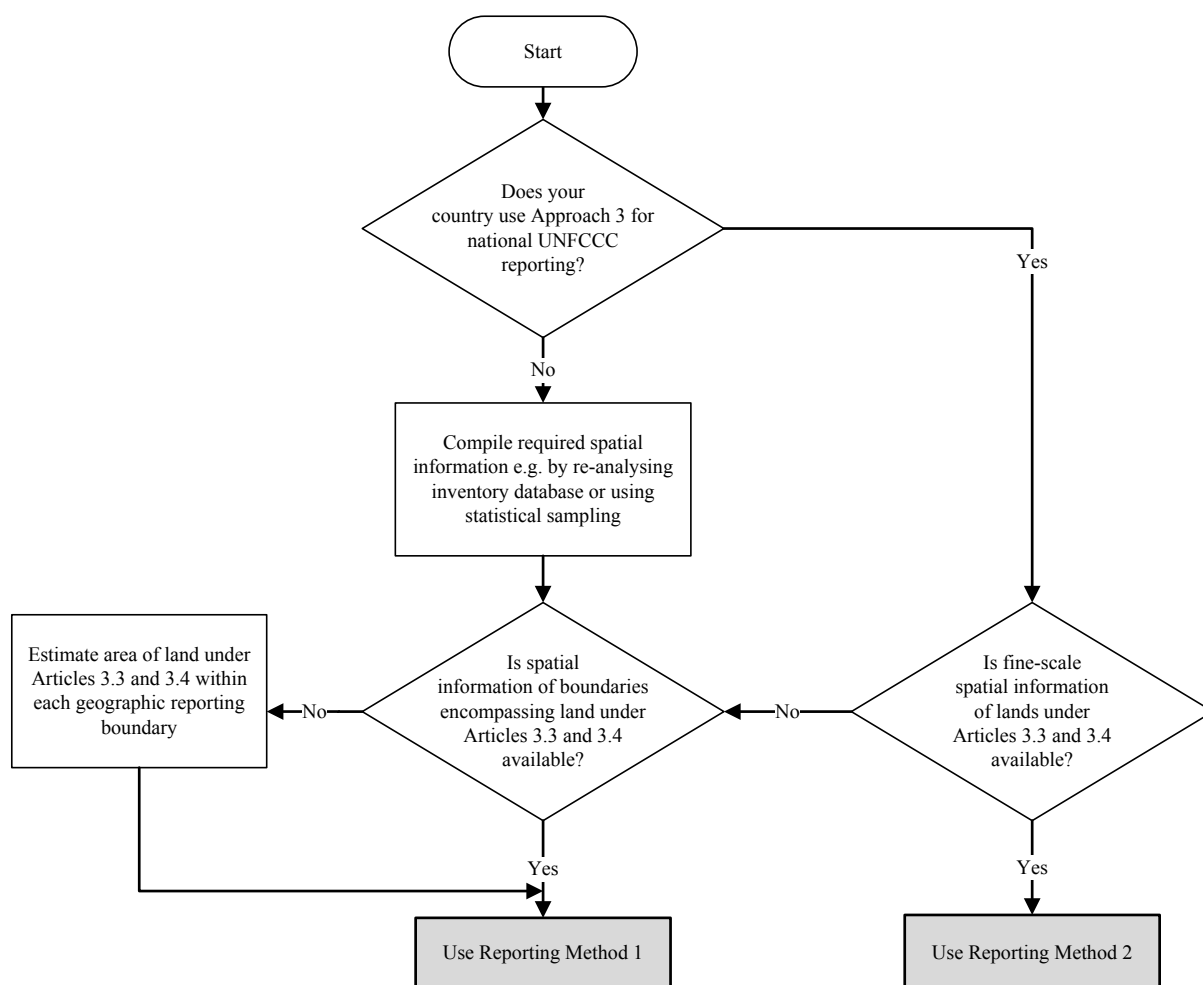 Start
Does your
country use Approach 3 for
national UNFCCC
reporting?
Yes
No
Compile required spatial
information e.g. by re-analysing
inventory database or using
statistical sampling
Estimate area of land under
Articles 3.3 and 3.4 within
each geographic reporting
boundary
No
Is spatial
information of boundaries
encompassing land under
Articles 3.3 and 3.4
available?
No
Is fine-scale
spatial information
of lands under
Articles 3.3 and 3.4
available?
Yes
Yes
Use Reporting Method 1
Use Reporting Method 2